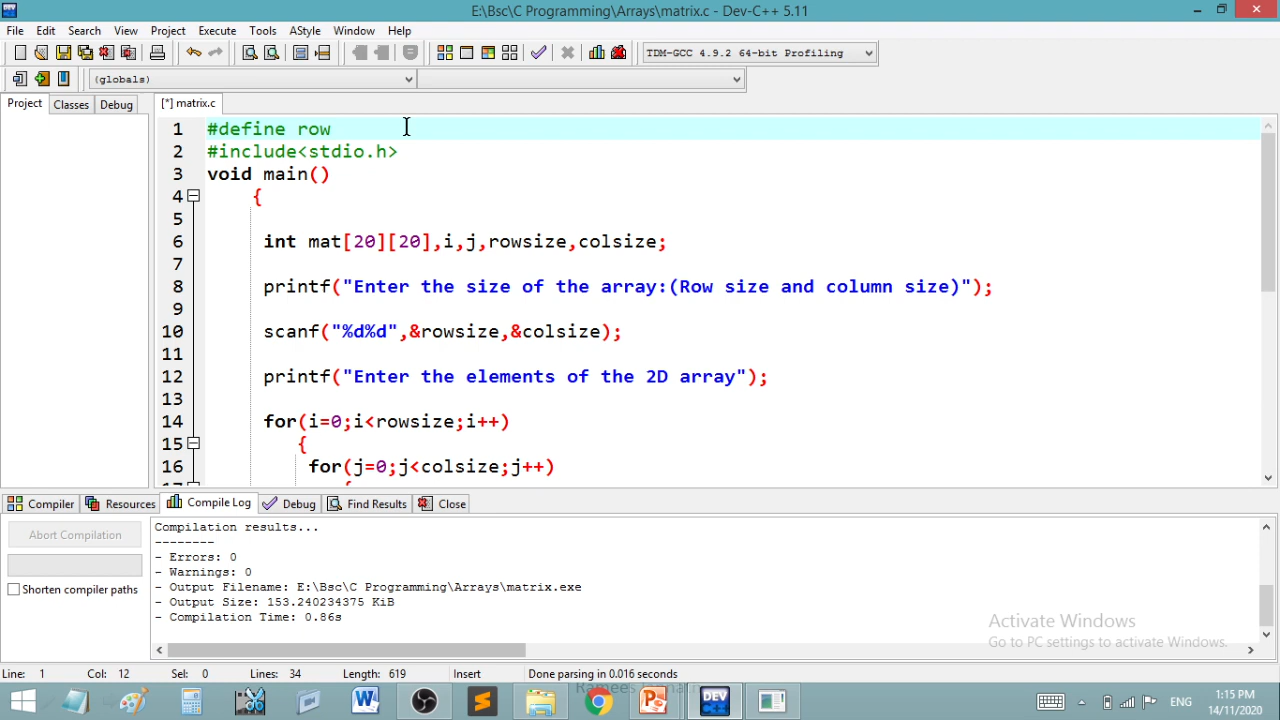 E:\Bsc\C Programming\Arrays\matrix.c - Dev-C++ 5.11
File Edit Search View Project Execute Tools AStyle Window Help
TDM-GCC 4.9.2 64-bit Profiling
(globals)
Project Classes Debug [*] matrix.c
1 #define row
2 #include<stdio.h>
3 void main()
4 {
5
6 int mat[20][20],i,j,rowsize,colsize;
7
8 printf("Enter the size of the array:(Row size and column size)");
9
10 scanf("%d%d",&rowsize,&colsize);
11
12 printf("Enter the elements of the 2D array");
13
14 for(i=0;i<rowsize;i++)
15 {
16 for(j=0;j<colsize;j++)
Compiler Resources Compile Log Debug Find Results Close
Abort Compilation
Shorten compiler paths
Compilation results...
--------
- Errors: 0
- Warnings: 0
- Output Filename: E:\Bsc\C Programming\Arrays\matrix.exe
- Output Size: 153.240234375 KiB
- Compilation Time: 0.86s
Activate Windows
Go to PC settings to activate Windows.
Line: 1 Col: 12 Sel: 0 Lines: 34 Length: 619 Insert Done parsing in 0.016 seconds
ENG
1:15 PM
14/11/2020